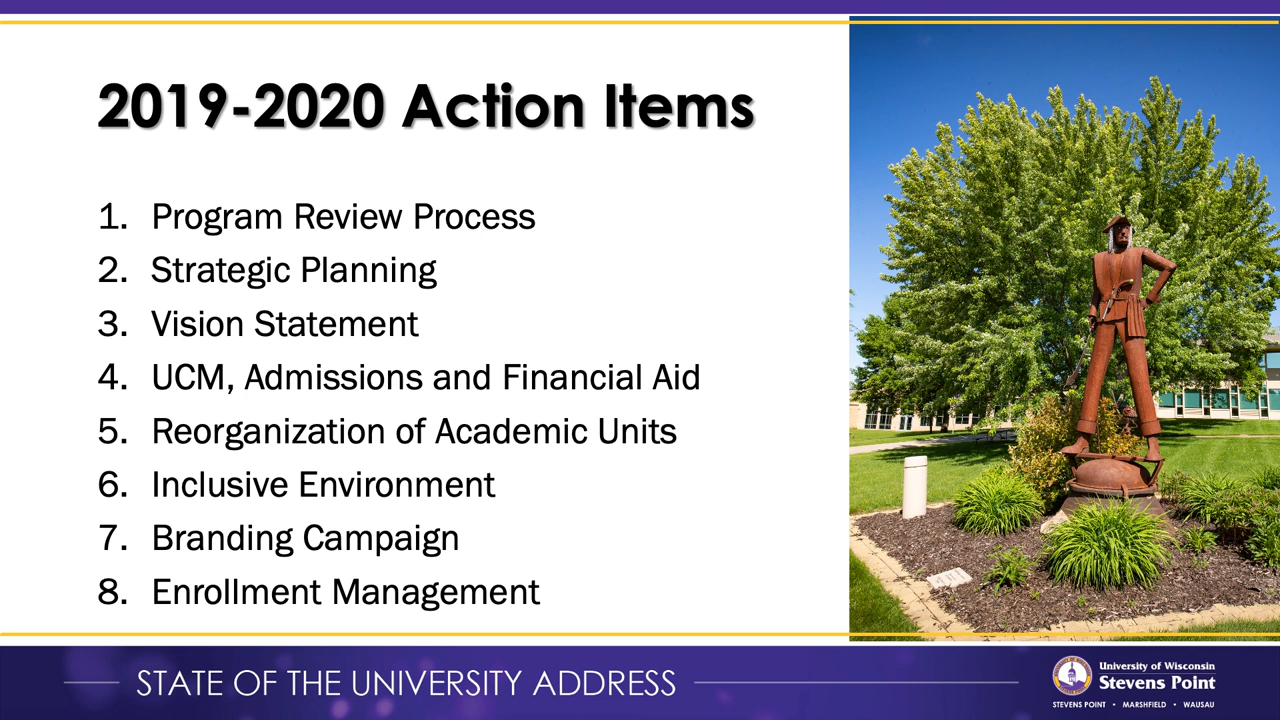 2019-2020 Action Items
1. Program Review Process
2. Strategic Planning
3. Vision Statement
4. UCM, Admissions and Financial Aid
5. Reorganization of Academic Units
6. Inclusive Environment
7. Branding Campaign
8. Enrollment Management
STATE OF THE UNIVERSITY ADDRESS
University of Wisconsin
Stevens Point
STEVENS POINT • MARSHFIELD • WAUSAU